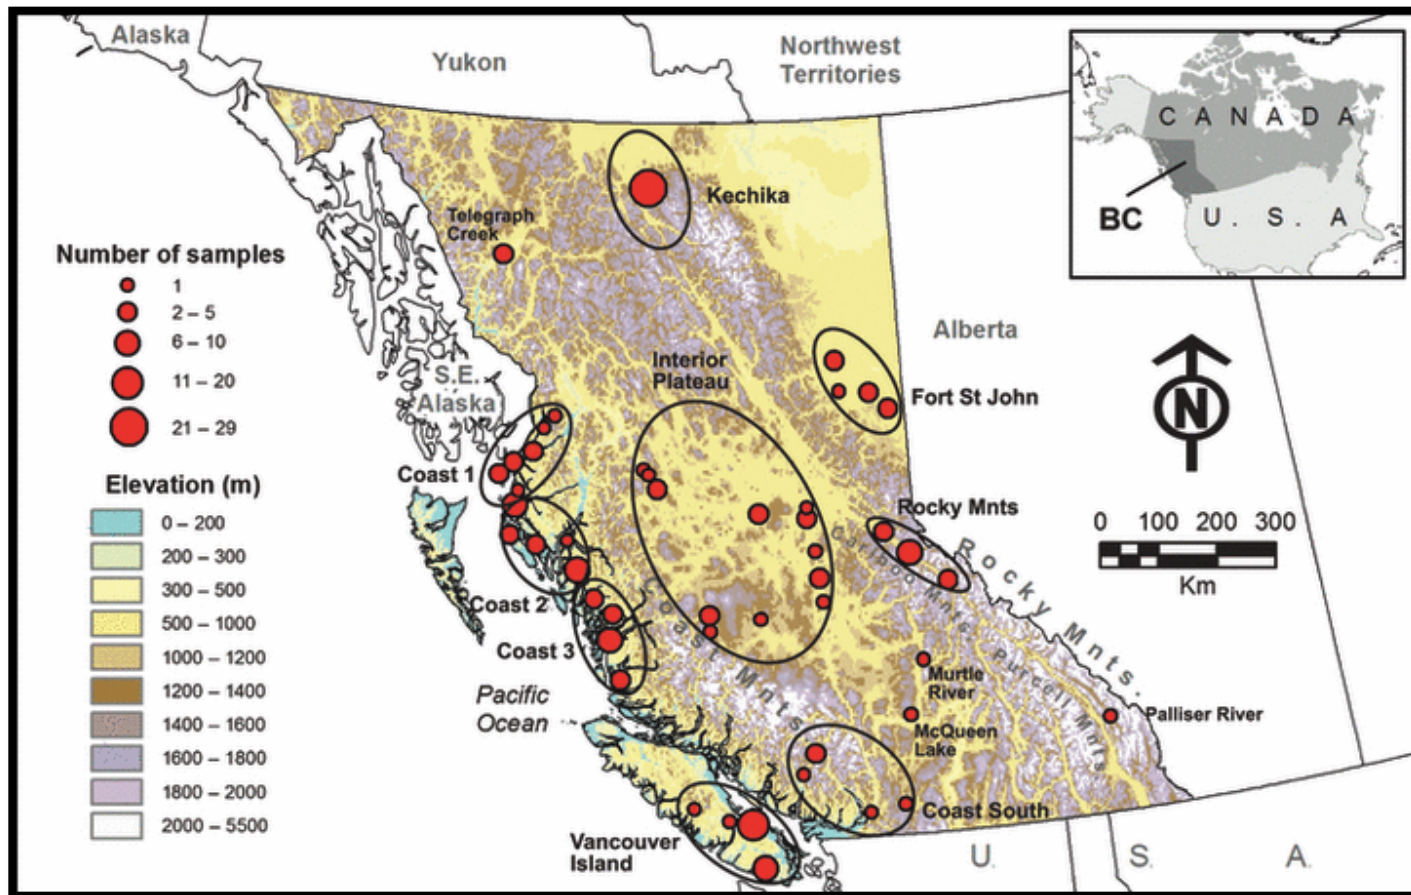 Alaska
Yukon
Northwest
Territories
CANADA
BC
U.S.A
Kechika
Telegraph
Creek
Number of samples
1
2 – 5
6 – 10
11 – 20
21 – 29
Alberta
Interior
Plateau
Fort St John
S.E.
Alaska
N
Coast 1
Elevation (m)
0 – 200
200 – 300
300 – 500
500 – 1000
1000 – 1200
1200 – 1400
1400 – 1600
1600 – 1800
1800 – 2000
2000 – 5500
Rocky Mnts
0 100 200 300
Km
Cariboo Mnts.
Rocky Mnts.
Coast 2
Coast Mnts.
Coast 3
Purcell Mnts
Pacific
Ocean
Murtle
River
Palliser River
McQueen
Lake
Coast South
Vancouver
Island
U. S. A.